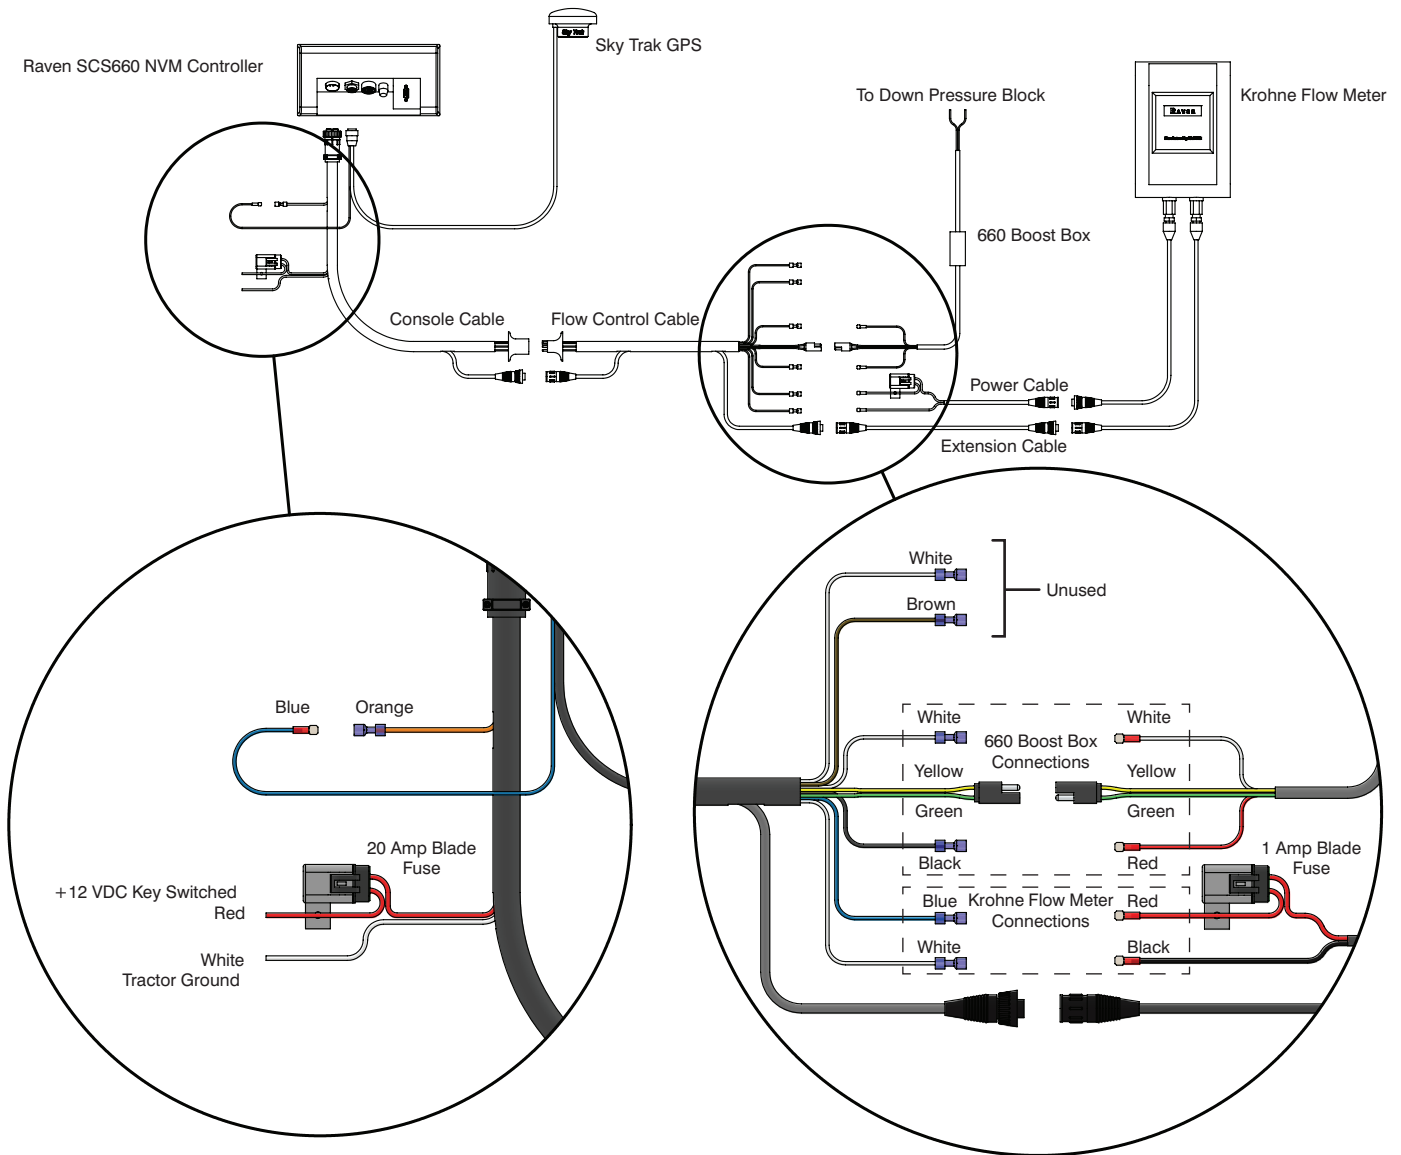 Sky Trak
Sky Trak GPS
Raven SCS660 NVM Controller
To Down Pressure Block
Krohne Flow Meter
RAVEN
660 Boost Box
Console Cable
Flow Control Cable
Power Cable
Extension Cable
White
Unused
Brown
Blue
Orange
White
White
660 Boost Box
Connections
Yellow
Yellow
Green
Green
Black
Red
20 Amp Blade
Fuse
1 Amp Blade
Fuse
+12 VDC Key Switched
Red
White
Tractor Ground
Blue
Krohne Flow Meter
Connections
Red
White
Black